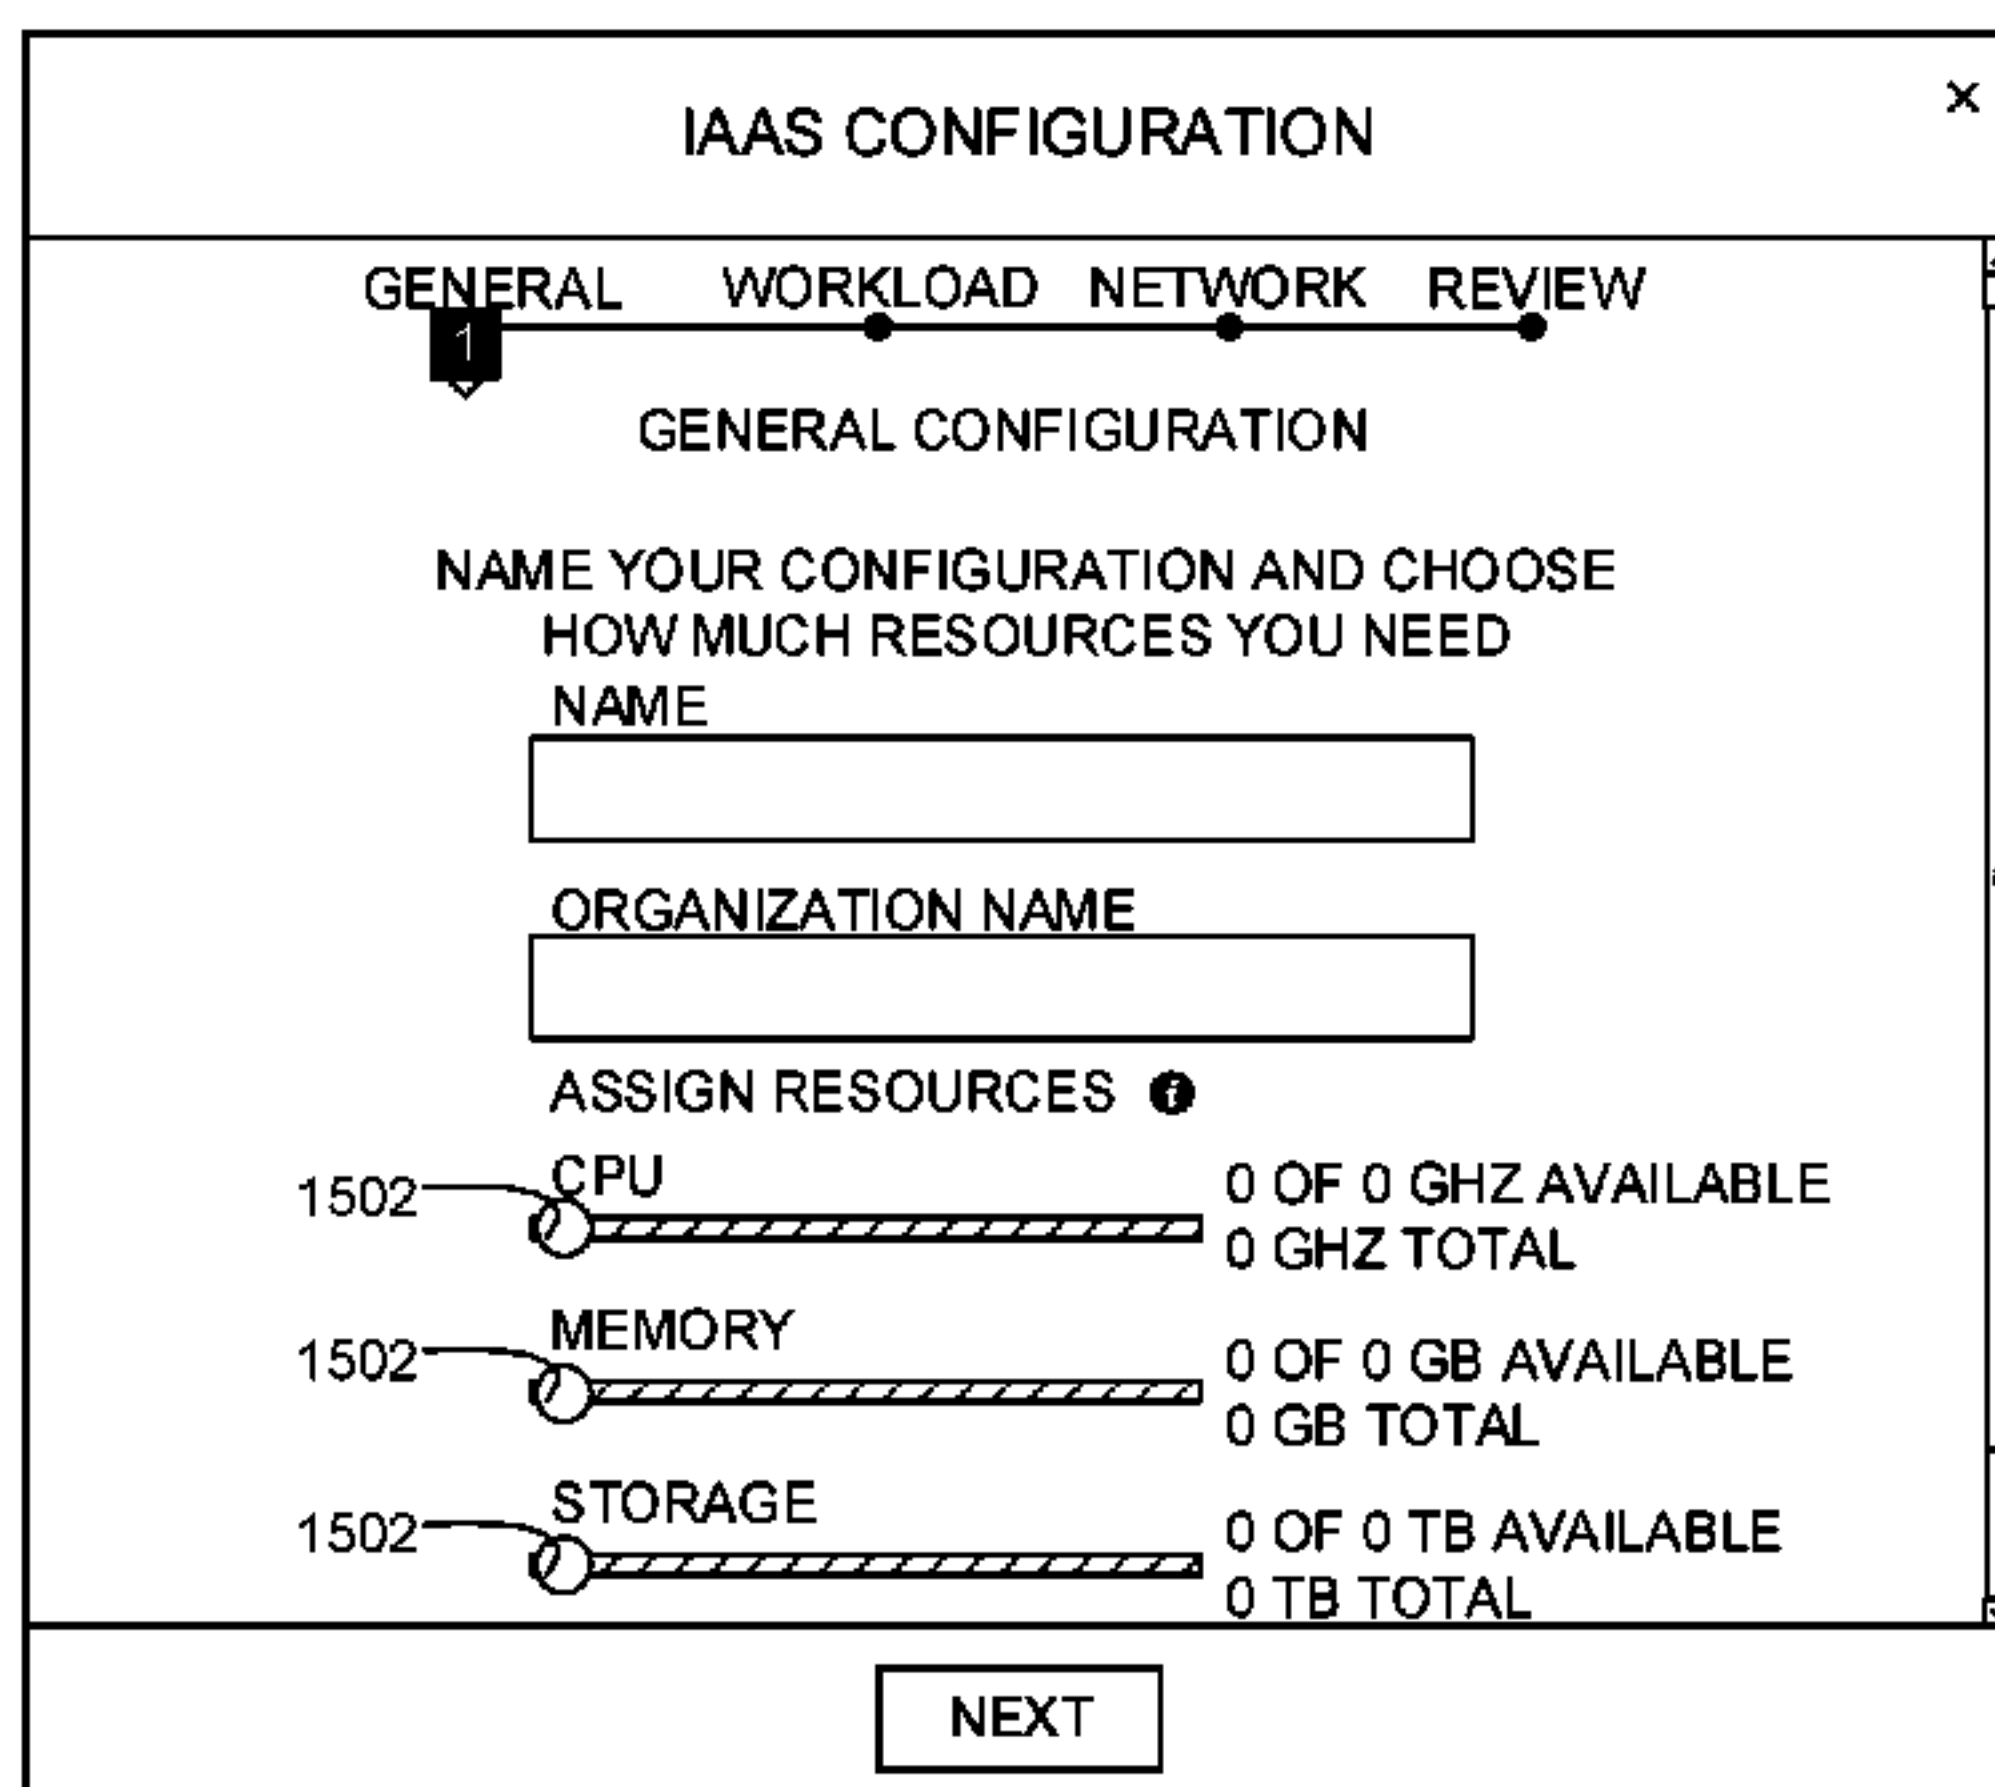 IAAS CONFIGURATION
×
GENERAL WORKLOAD NETWORK REVIEW
1
GENERAL CONFIGURATION
NAME YOUR CONFIGURATION AND CHOOSE
HOW MUCH RESOURCES YOU NEED
NAME
ORGANIZATION NAME
ASSIGN RESOURCES i
CPU
1502
0 OF 0 GHZ AVAILABLE
0 GHZ TOTAL
MEMORY
1502
0 OF 0 GB AVAILABLE
0 GB TOTAL
STORAGE
1502
0 OF 0 TB AVAILABLE
0 TB TOTAL
NEXT